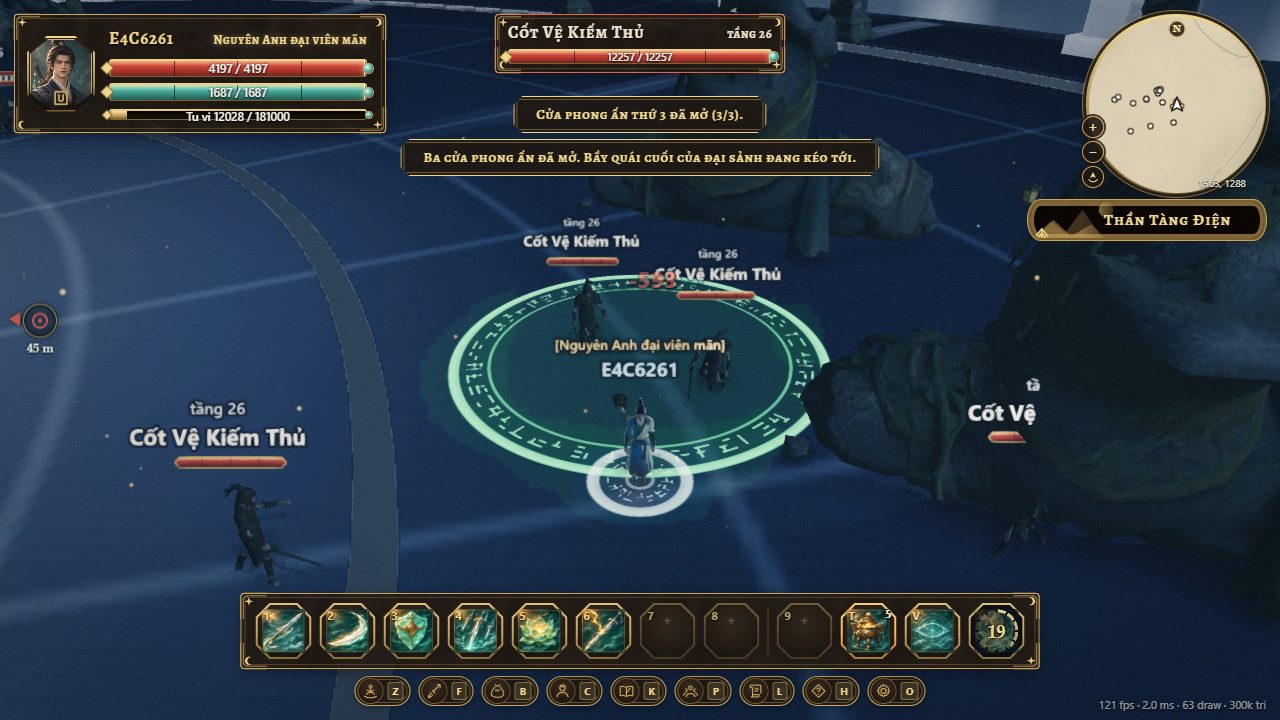 E4C6261
Nguyên Anh đại viên mãn
4197 / 4197
1687 / 1687
Tu vi 12028 / 181000
U
Cốt Vệ Kiếm Thủ
tầng 26
12257 / 12257
Cửa phong ấn thứ 3 đã mở (3/3).
Ba cửa phong ấn đã mở. Bầy quái cuối của đại sảnh đang kéo tới.
N
+
−
1563, 1288
Thần Tàng Điện
tầng 26
Cốt Vệ Kiếm Thủ
tầng 26
Cốt Vệ Kiếm Thủ
-593
[Nguyên Anh đại viên mãn]
E4C6261
45 m
tầng 26
Cốt Vệ Kiếm Thủ
tầ
Cốt Vệ
1 2 3 4 5 6 7 8 9 T 5 V 19
Z F B C K P L H O
121 fps · 2.0 ms · 63 draw · 300k tri